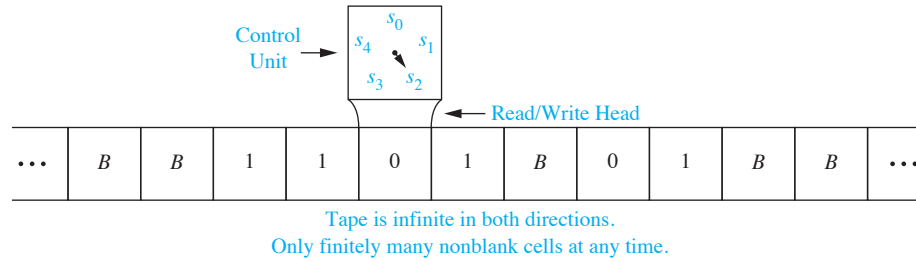 s0
s4 s1
s3 s2
Control
Unit
Read/Write Head
... B B 1 1 0 1 B 0 1 B B ...
Tape is infinite in both directions.
Only finitely many nonblank cells at any time.